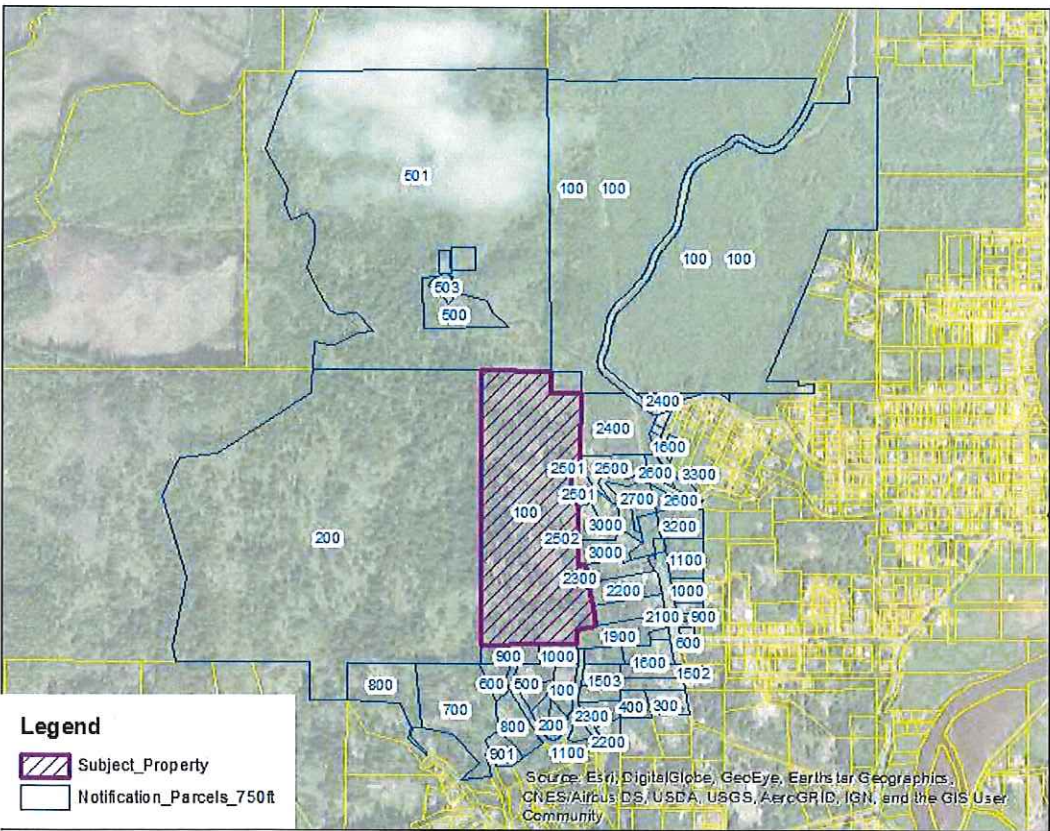 501
100 100
100 100
503
500
2400
2400
1600
2501 2500 2600 3300
2501 2700 2600
100 3000 3200
200 2502
3000 1100
2300 2200 1000
2100 900
1900 600
900 1000 1600
800 600 500 1503 1502
100
700 400 300
800 200 2300
2200
901 1100
Legend
Subject_Property
Notification_Parcels_750ft
Source: Esri, DigitalGlobe, GeoEye, Earthstar Geographics,
CNES/Airbus DS, USDA, USGS, AeroGRID, IGN, and the GIS User
Community